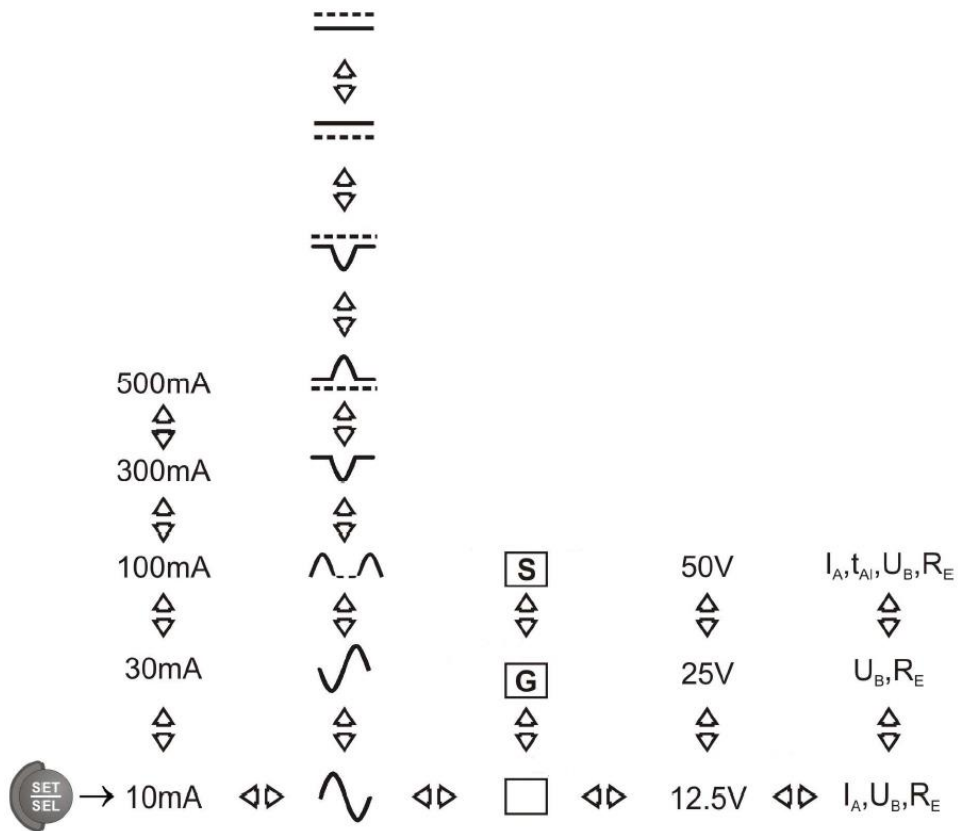 500mA
300mA
100mA S 50V I_A,t_AI,U_B,R_E
30mA G 25V U_B,R_E
SET
SEL
10mA 12.5V I_A,U_B,R_E